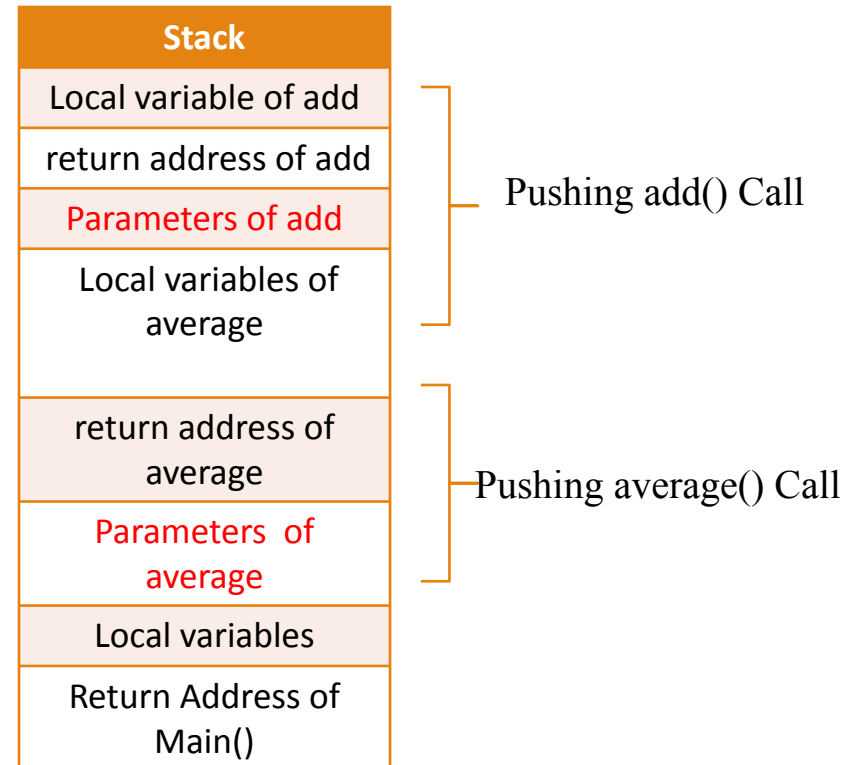 Stack
Local variable of add
return address of add
Parameters of add
Local variables of
average
Pushing add() Call
return address of
average
Parameters of
average
Pushing average() Call
Local variables
Return Address of
Main()